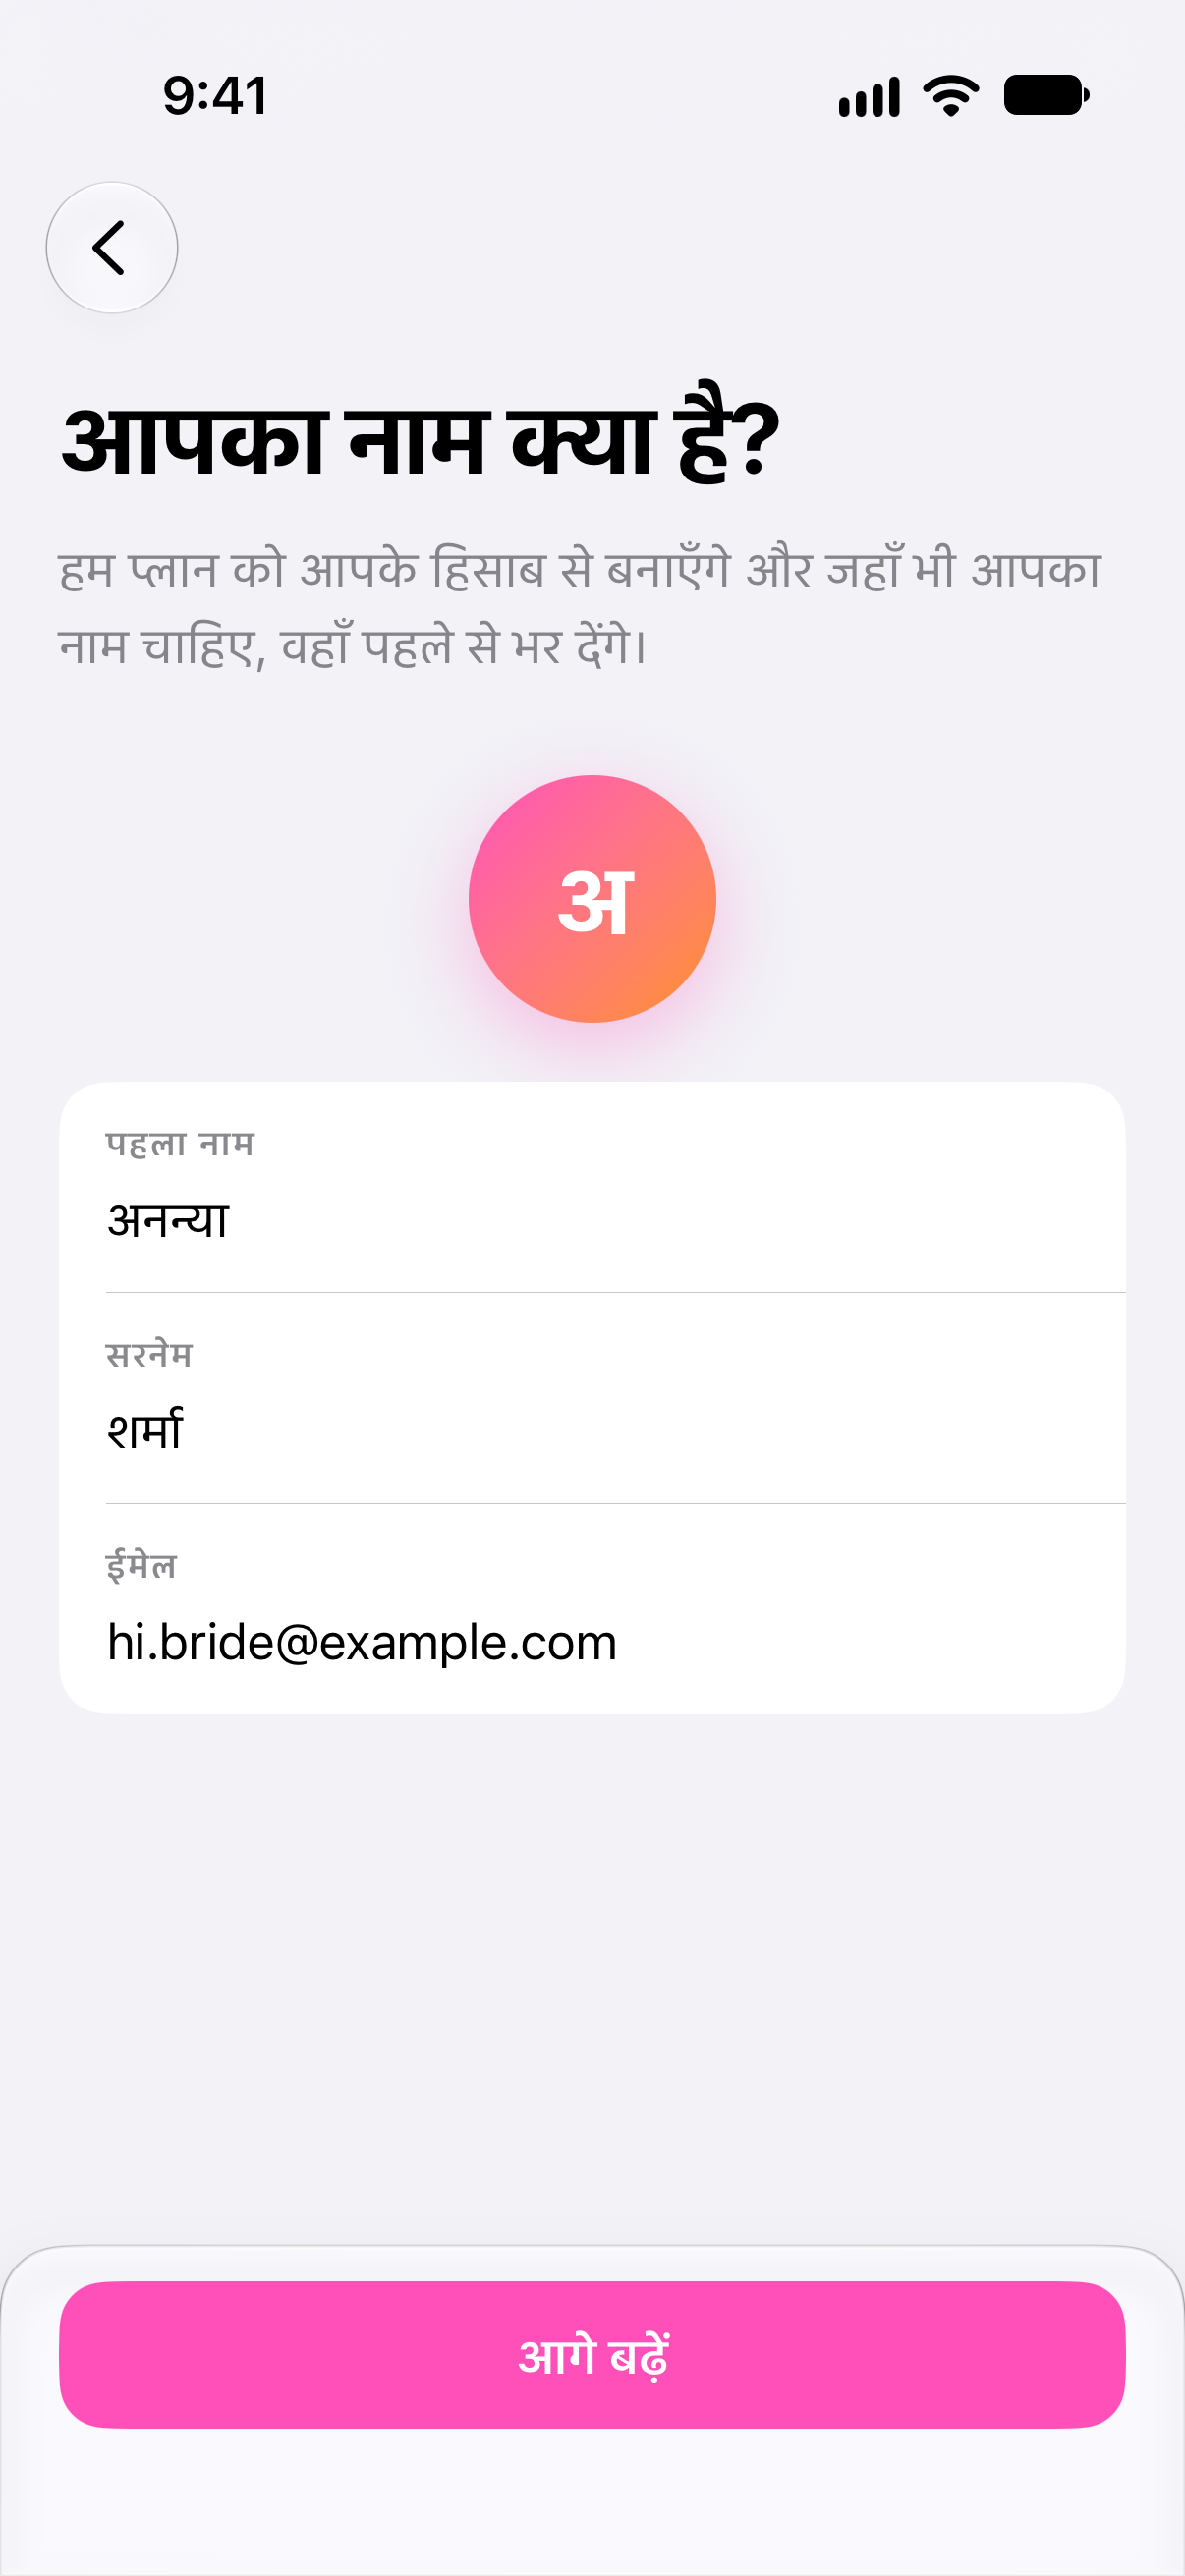 9:41
आपका नाम क्या है?
हम प्लान को आपके हिसाब से बनाएँगे और जहाँ भी आपका
नाम चाहिए, वहाँ पहले से भर देंगे।
अ
पहला नाम
अनन्या
सरनेम
शर्मा
ईमेल
hi.bride@example.com
आगे बढ़ें